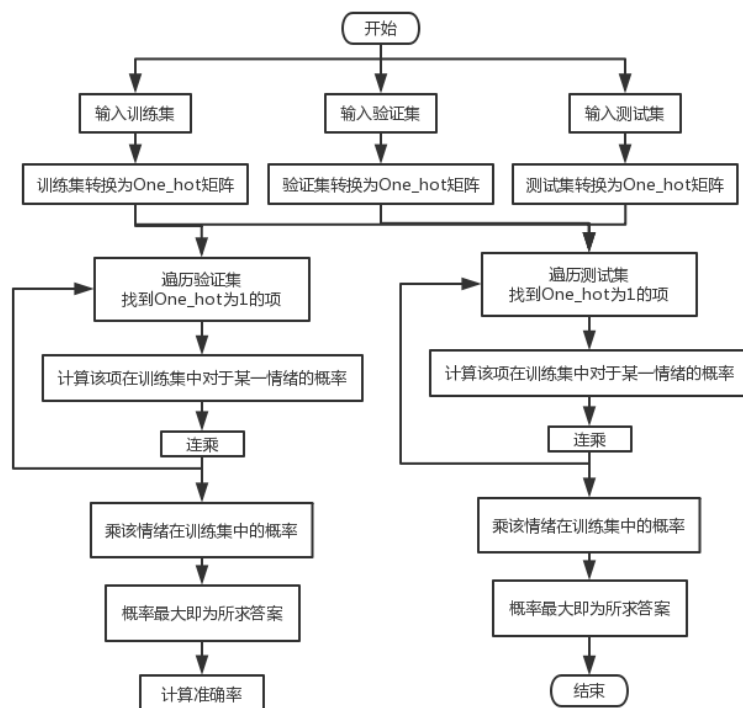 开始
输入训练集
输入验证集
输入测试集
训练集转换为One_hot矩阵
验证集转换为One_hot矩阵
测试集转换为One_hot矩阵
遍历验证集
找到One_hot为1的项
计算该项在训练集中对于某一情绪的概率
连乘
乘该情绪在训练集中的概率
概率最大即为所求答案
计算准确率
遍历测试集
找到One_hot为1的项
计算该项在训练集中对于某一情绪的概率
连乘
乘该情绪在训练集中的概率
概率最大即为所求答案
结束